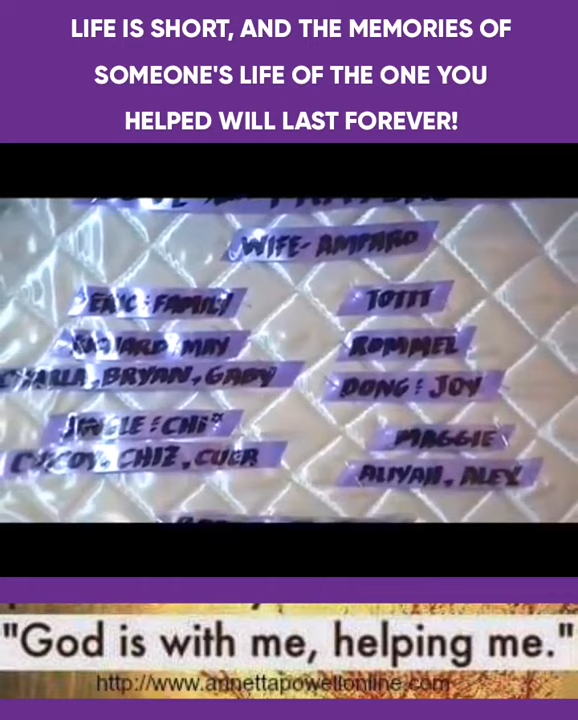 LIFE IS SHORT, AND THE MEMORIES OF
SOMEONE'S LIFE OF THE ONE YOU
HELPED WILL LAST FOREVER!
WIFE- AMPARO
ERIC & FAMILY
TOTIT
MAY
ROMMEL
BRYAN, GABY
DONG & JOY
MAGGIE
CHIZ, CUER
ALIYAH, ALEX
"God is with me, helping me."
http://www.annettapowellonline.com